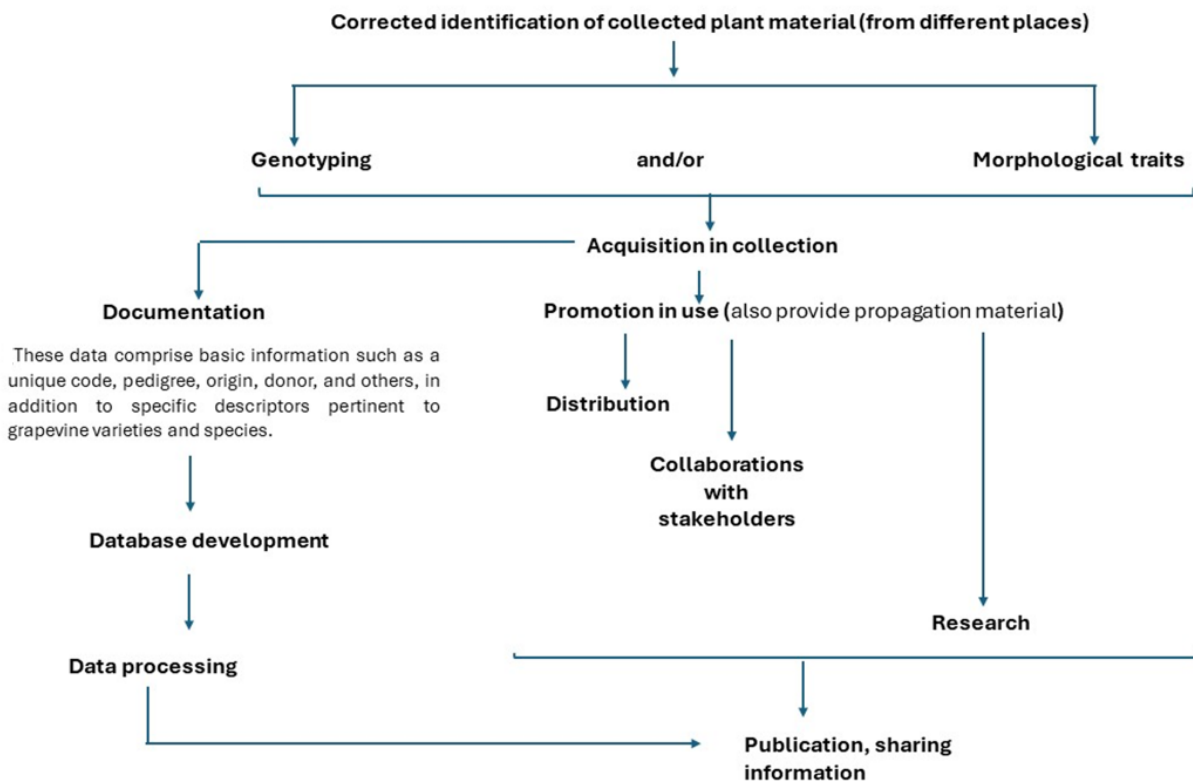 Corrected identification of collected plant material (from different places)
Genotyping
and/or
Morphological traits
Acquisition in collection
Documentation
Promotion in use (also provide propagation material)
These data comprise basic information such as a
unique code, pedigree, origin, donor, and others, in
addition to specific descriptors pertinent to
grapevine varieties and species.
Distribution
Collaborations
with
stakeholders
Database development
Research
Data processing
Publication, sharing
information